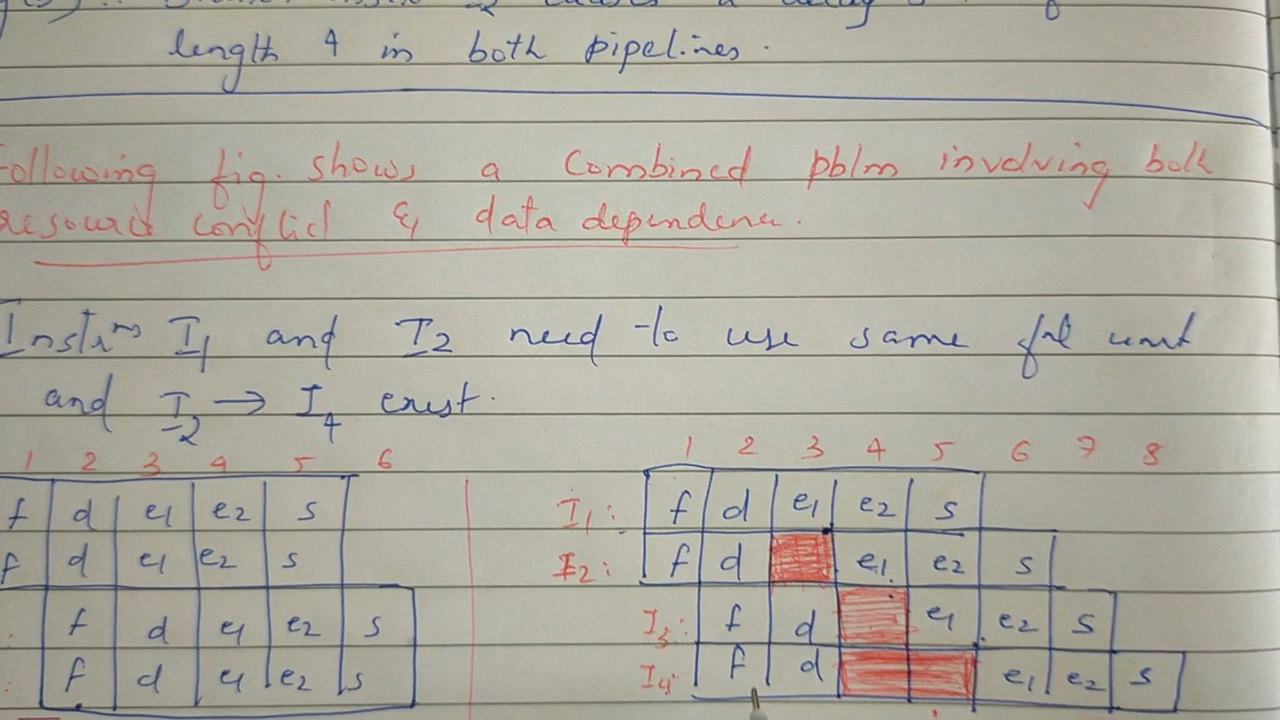 length 4 in both pipelines.
Following fig. shows a Combined pblm involving both
resource conflict & data dependence.
Instrns I1 and I2 need to use same fnl unit
and I2 → I4 exist.
1 2 3 4 5 6
f d e1 e2 s
f d e1 e2 s
f d e1 e2 s
f d e1 e2 s
1 2 3 4 5 6 7 8
I1: f d e1 e2 s
I2: f d e1 e2 s
I3: f d e1 e2 s
I4: f d e1 e2 s